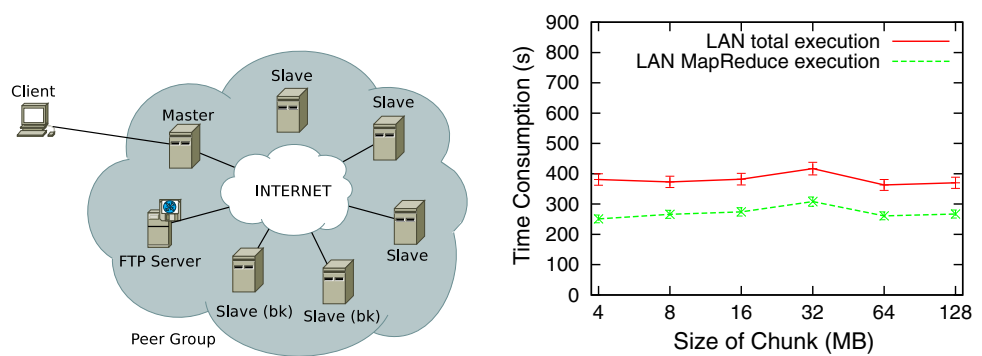 Client
Master
Slave
Slave
INTERNET
FTP Server
Slave
Slave (bk)
Slave (bk)
Peer Group
Time Consumption (s)
900
800
700
600
500
400
300
200
100
0
LAN total execution
LAN MapReduce execution
4
8
16
32
64
128
Size of Chunk (MB)